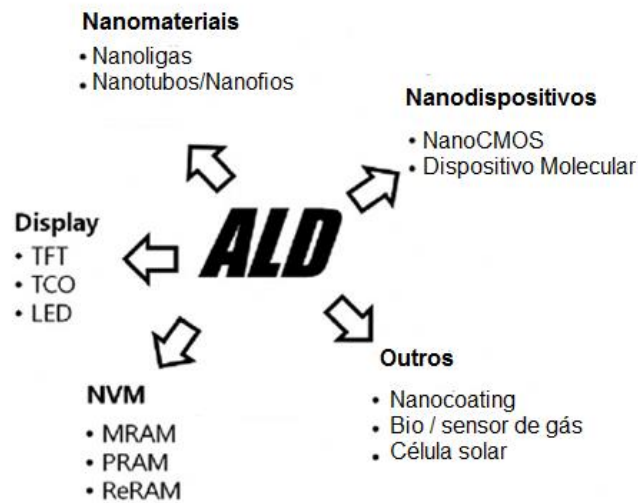 Nanomateriais
• Nanoligas
• Nanotubos/Nanofios
Nanodispositivos
• NanoCMOS
• Dispositivo Molecular
ALD
Display
• TFT
• TCO
• LED
Outros
• Nanocoating
• Bio / sensor de gás
• Célula solar
NVM
• MRAM
• PRAM
• ReRAM